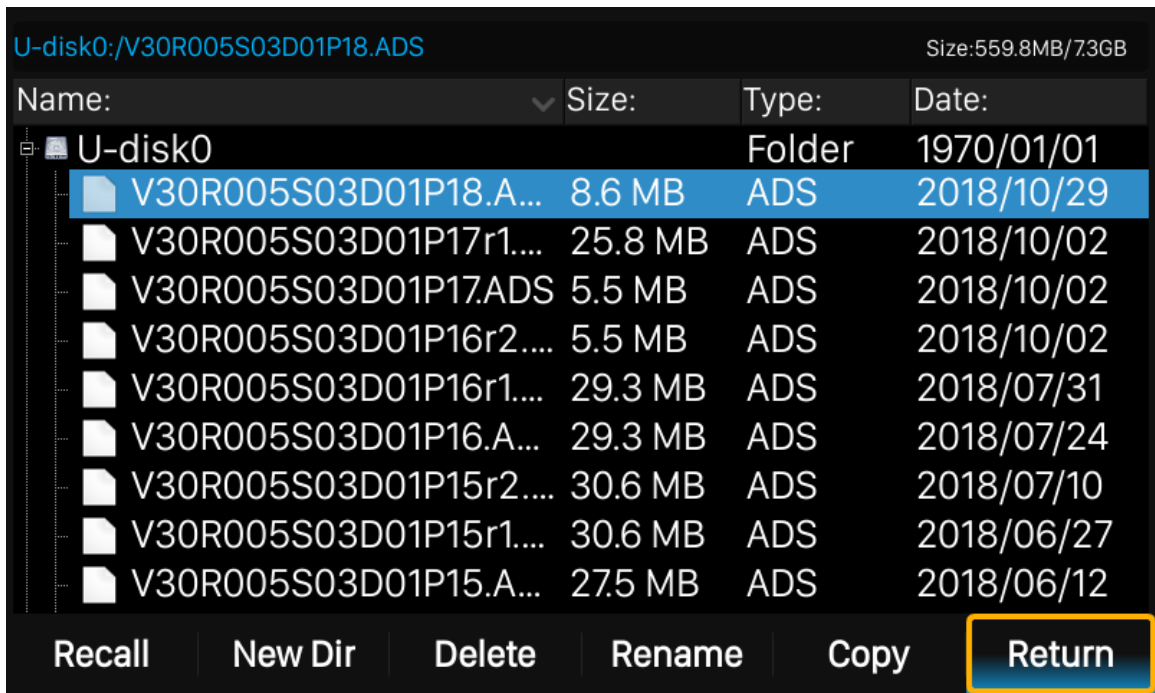 U-disk0:/V30R005S03D01P18.ADS Size:559.8MB/7.3GB
Name: Size: Type: Date:
U-disk0 Folder 1970/01/01
V30R005S03D01P18.A... 8.6 MB ADS 2018/10/29
V30R005S03D01P17r1.... 25.8 MB ADS 2018/10/02
V30R005S03D01P17.ADS 5.5 MB ADS 2018/10/02
V30R005S03D01P16r2.... 5.5 MB ADS 2018/10/02
V30R005S03D01P16r1.... 29.3 MB ADS 2018/07/31
V30R005S03D01P16.A... 29.3 MB ADS 2018/07/24
V30R005S03D01P15r2.... 30.6 MB ADS 2018/07/10
V30R005S03D01P15r1.... 30.6 MB ADS 2018/06/27
V30R005S03D01P15.A... 27.5 MB ADS 2018/06/12
Recall New Dir Delete Rename Copy Return